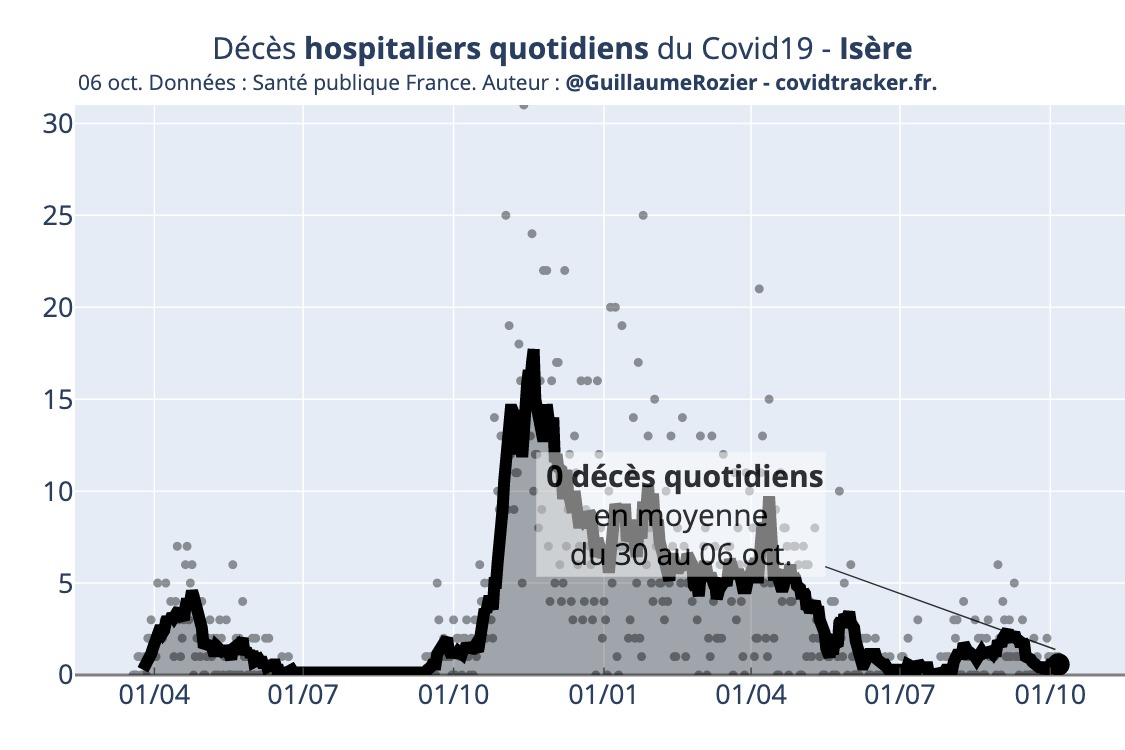 Décès hospitaliers quotidiens du Covid19 - Isère
06 oct. Données : Santé publique France. Auteur : @GuillaumeRozier - covidtracker.fr.
30
25
20
15
10
5
0
0 décès quotidiens
en moyenne
du 30 au 06 oct.
01/04 01/07 01/10 01/01 01/04 01/07 01/10